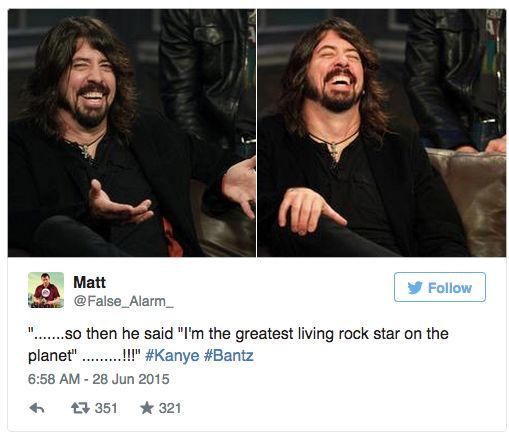 Matt
@False_Alarm_
Follow
".......so then he said "I'm the greatest living rock star on the
planet" .........!!!" #Kanye #Bantz
6:58 AM - 28 Jun 2015
351
321